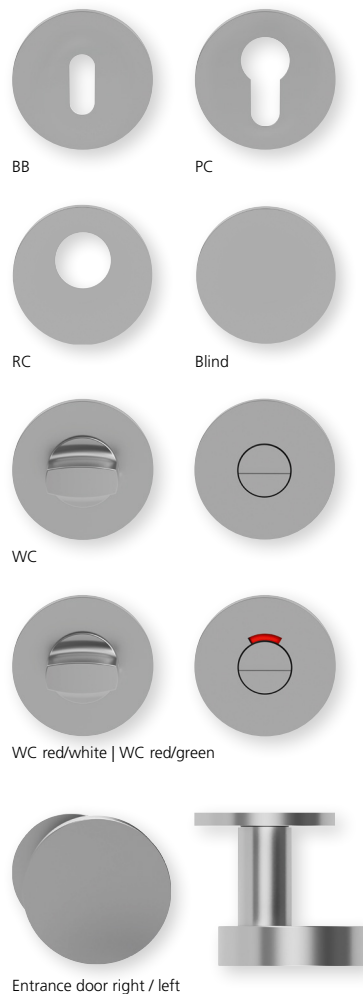 BB
PC
RC
Blind
WC
WC red/white | WC red/green
Entrance door right / left